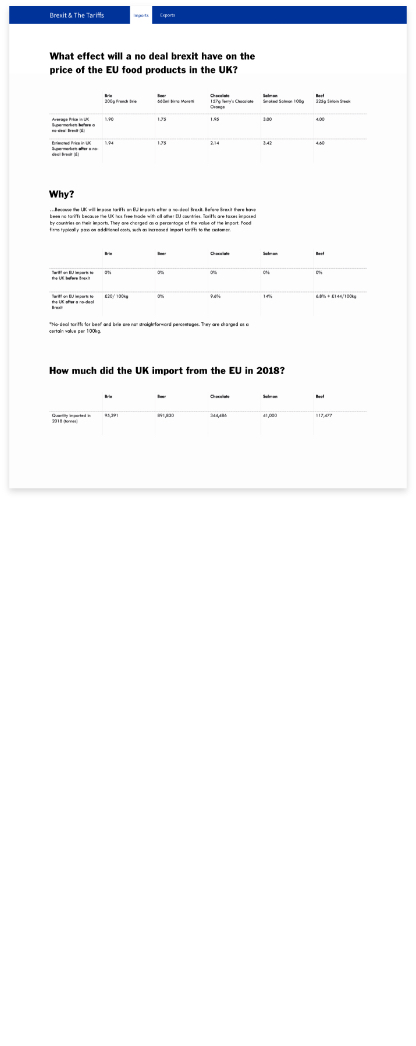 Brexit & The Tariffs Imports Exports
What effect will a no deal brexit have on the
price of the EU food products in the UK?
Brie Beer Chocolate Salmon Beef
200g French Brie 660ml Birra Moretti 157g Terry's Chocolate Smoked Salmon 100g 225g Sirloin Steak
Orange
Average Price in UK 1.90 1.75 1.95 3.00 4.00
Supermarkets before a
no-deal Brexit (£)
Estimated Price in UK 1.94 1.75 2.14 3.42 4.60
Supermarkets after a no-
deal Brexit (£)
Why?
...Because the UK will impose tariffs on EU imports after a no-deal Brexit. Before Brexit there have
been no tariffs because the UK has free trade with all other EU countries. Tariffs are taxes imposed
by countries on their imports. They are charged as a percentage of the value of the import. Food
firms typically pass on additional costs, such as increased import tariffs to the customer.
Brie Beer Chocolate Salmon Beef
Tariff on EU imports to 0% 0% 0% 0% 0%
the UK before Brexit
Tariff on EU imports to £20/ 100kg 0% 9.6% 14% 6.8% + £144/100kg
the UK after a no-deal
Brexit
*No-deal tariffs for beef and brie are not straightforward percentages. They are charged as a
certain value per 100kg.
How much did the UK import from the EU in 2018?
Brie Beer Chocolate Salmon Beef
Quantity imported in 891,820 41,000
2018 (tonnes)